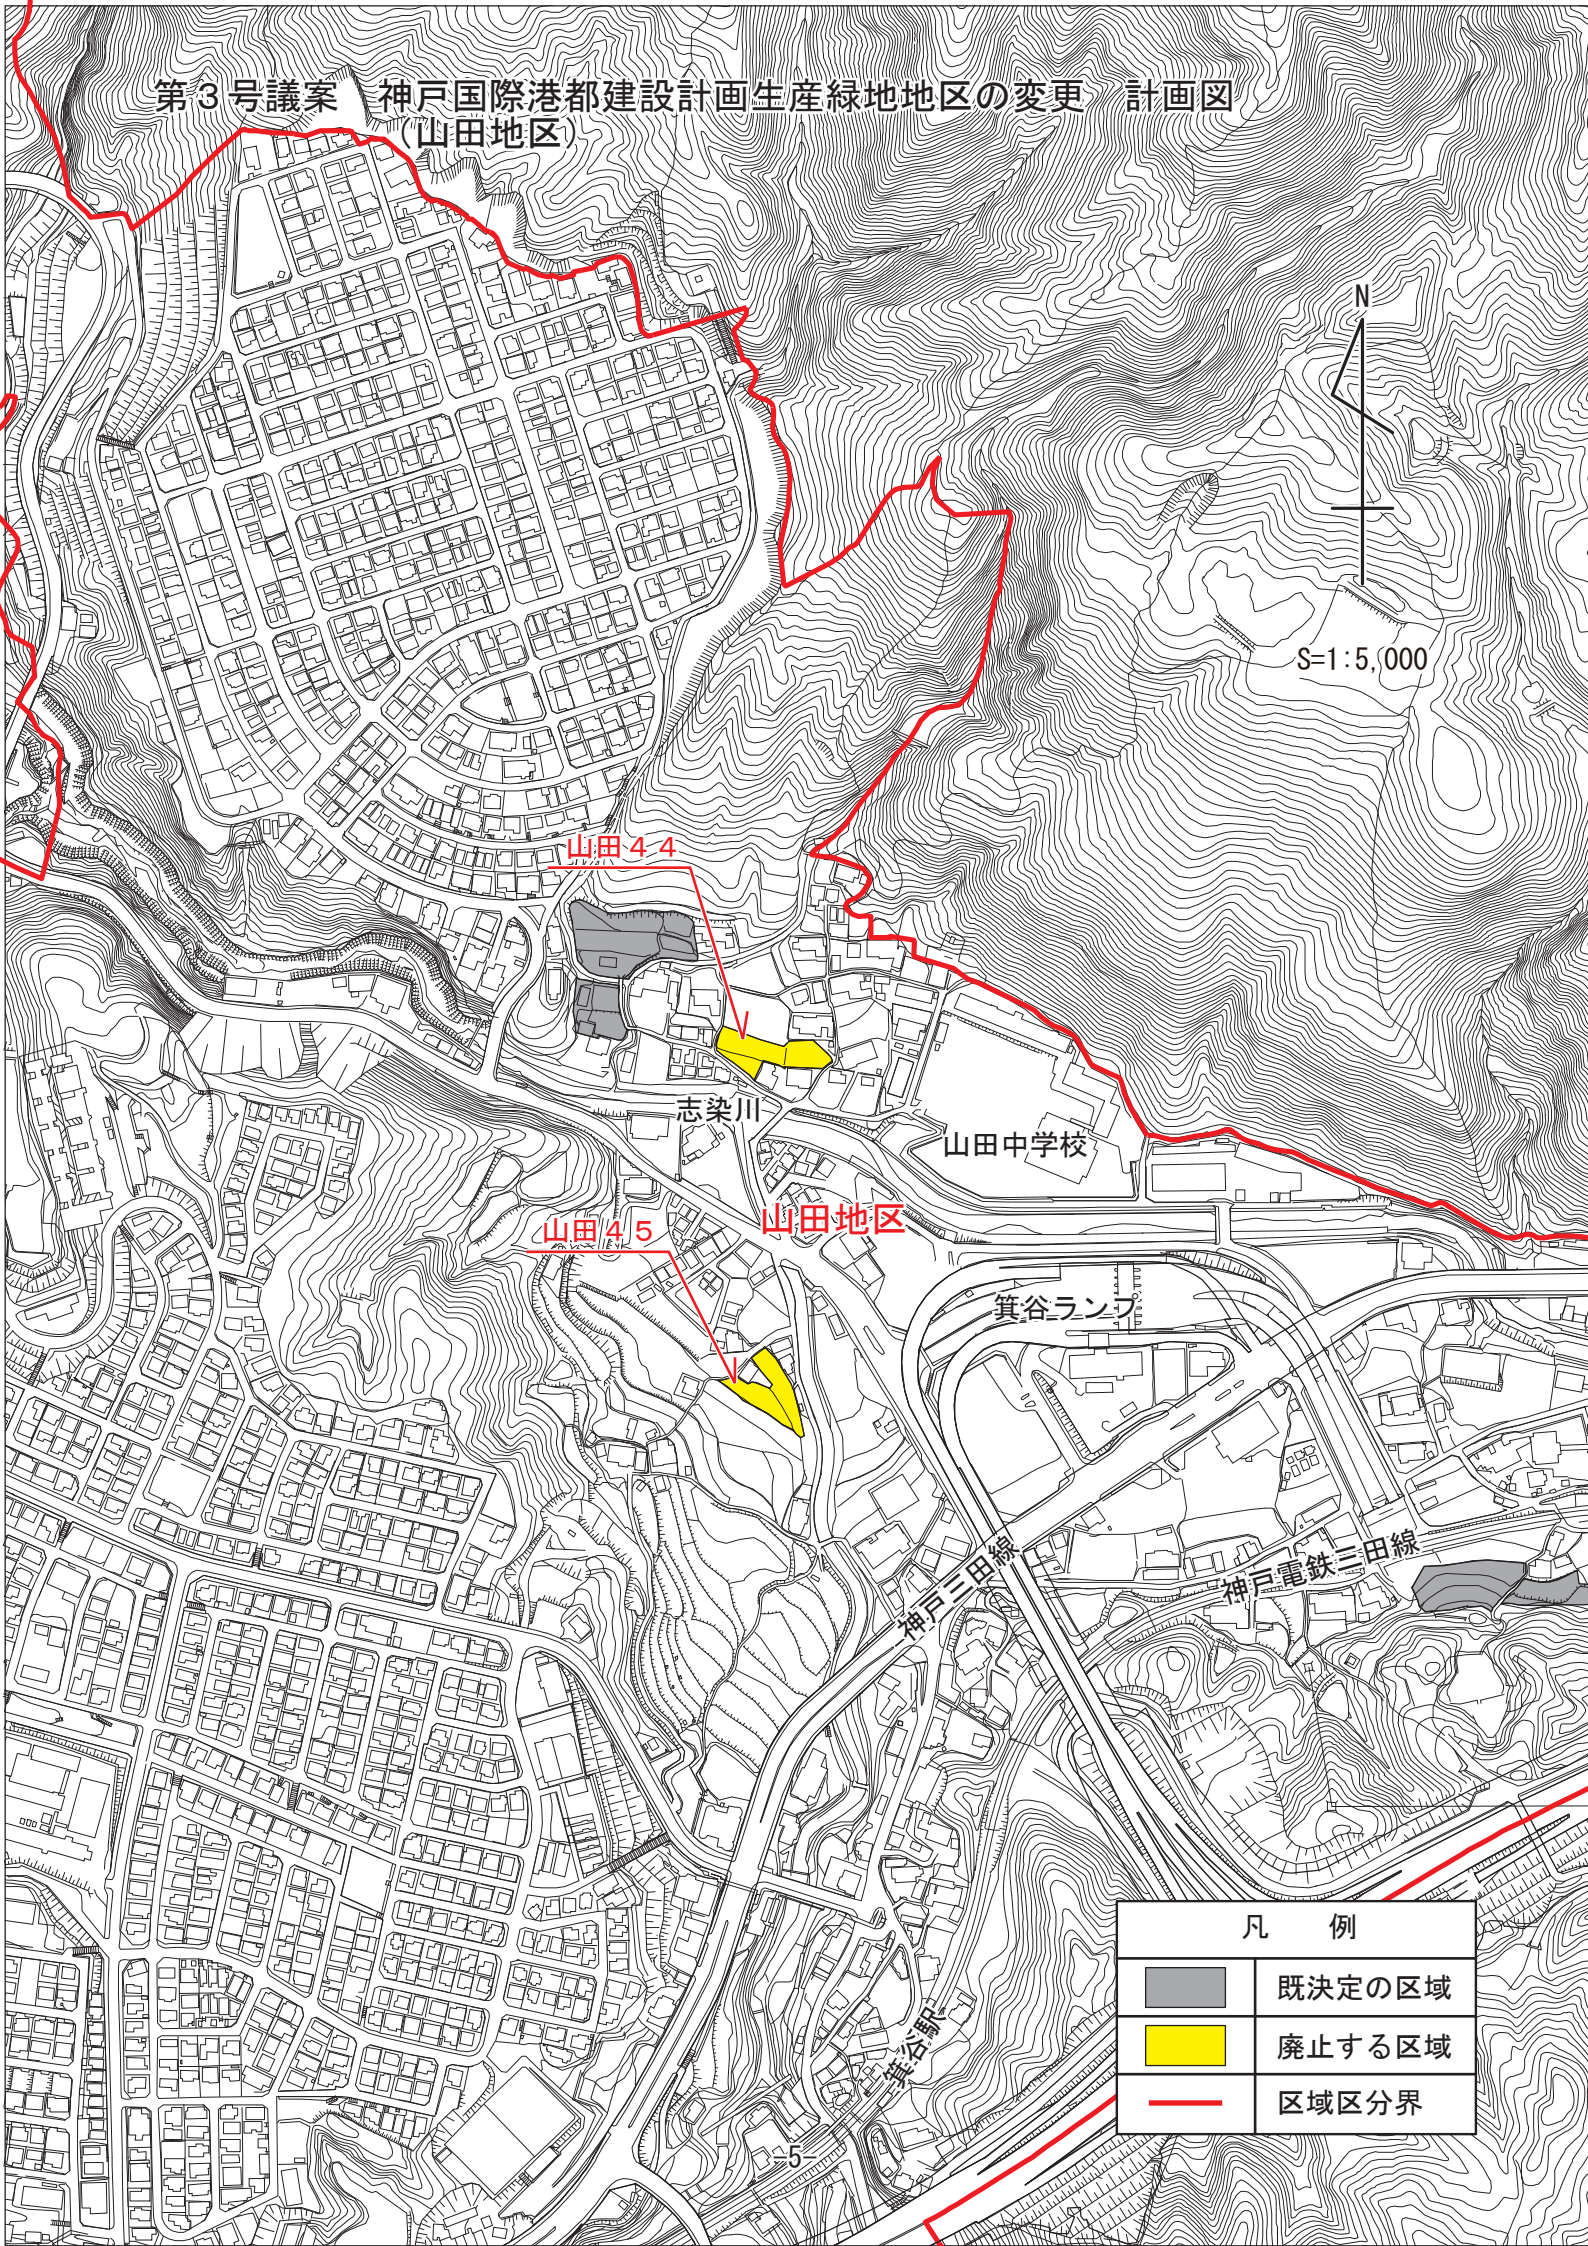 第３号議案　神戸国際港都建設計画生産緑地地区の変更　計画図
（山田地区）
N
S=1:5,000
山田４４
志染川
山田中学校
山田地区
山田４５
箕谷ランプ
神戸三田線
神戸電鉄三田線
箕谷駅
凡　例
既決定の区域
廃止する区域
区域区分界
-5-